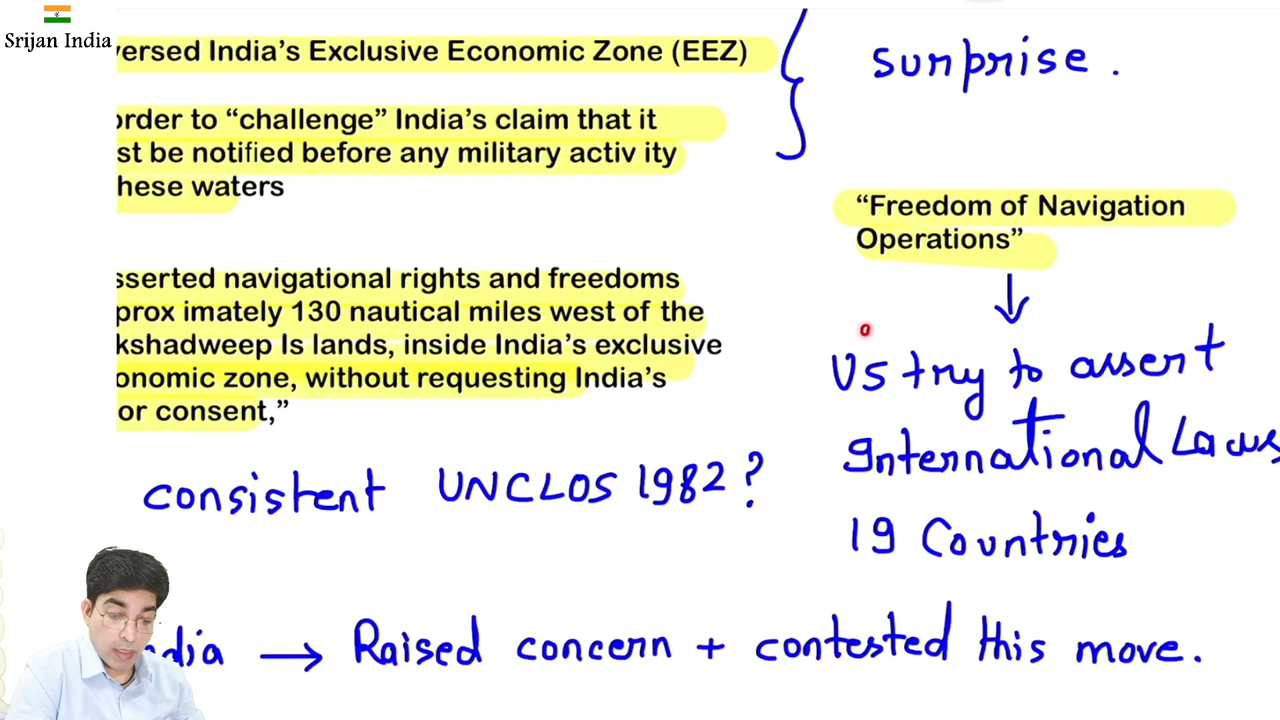 Srijan India
versed India’s Exclusive Economic Zone (EEZ)
order to “challenge” India’s claim that it
st be notified before any military activ ity
hese waters
sserted navigational rights and freedoms
prox imately 130 nautical miles west of the
kshadweep Is lands, inside India’s exclusive
onomic zone, without requesting India’s
or consent,”
surprise.
“Freedom of Navigation
Operations”
US try to assert
International Laws
19 Countries
consistent UNCLOS 1982?
ndia → Raised concern + contested this move.